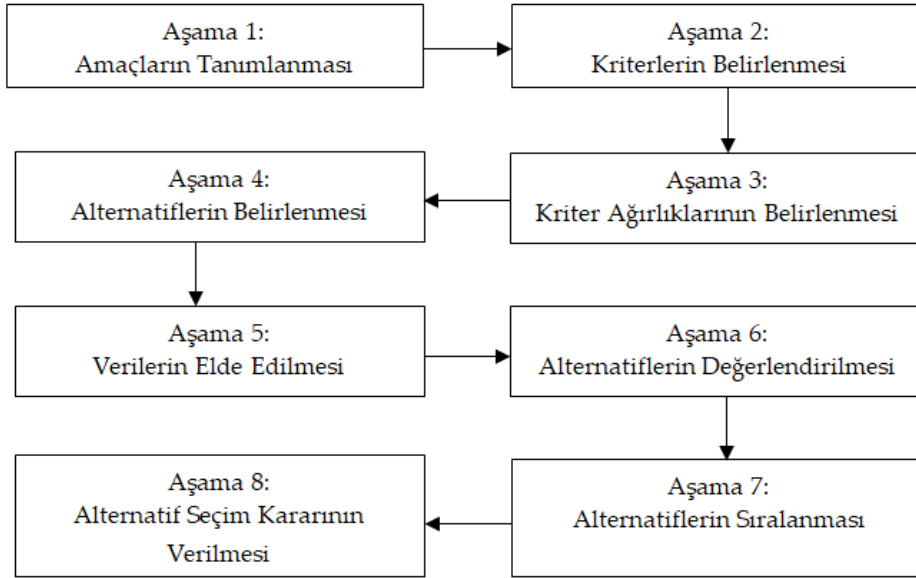 Aşama 1:
Amaçların Tanımlanması
Aşama 2:
Kriterlerin Belirlenmesi
Aşama 3:
Kriter Ağırlıklarının Belirlenmesi
Aşama 4:
Alternatiflerin Belirlenmesi
Aşama 5:
Verilerin Elde Edilmesi
Aşama 6:
Alternatiflerin Değerlendirilmesi
Aşama 7:
Alternatiflerin Sıralanması
Aşama 8:
Alternatif Seçim Kararının
Verilmesi